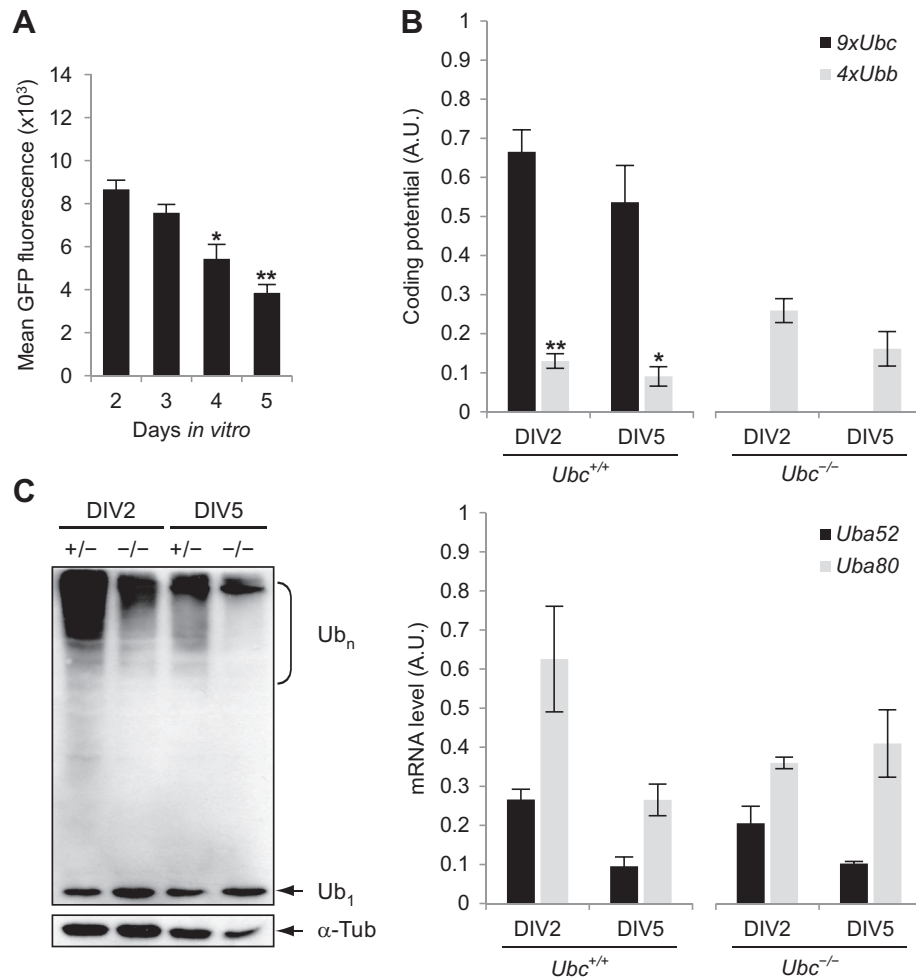 A
Mean GFP fluorescence (x10³)
14
12
10
8
6
4
2
0
*
**
2 3 4 5
Days in vitro
B
Coding potential (A.U.)
1
0.9
0.8
0.7
0.6
0.5
0.4
0.3
0.2
0.1
0
9xUbc
4xUbb
**
*
DIV2 DIV5 DIV2 DIV5
Ubc+/+ Ubc−/−
mRNA level (A.U.)
1
0.9
0.8
0.7
0.6
0.5
0.4
0.3
0.2
0.1
0
Uba52
Uba80
DIV2 DIV5 DIV2 DIV5
Ubc+/+ Ubc−/−
C
DIV2 DIV5
+/− −/− +/− −/−
Ubn
Ub1
α-Tub